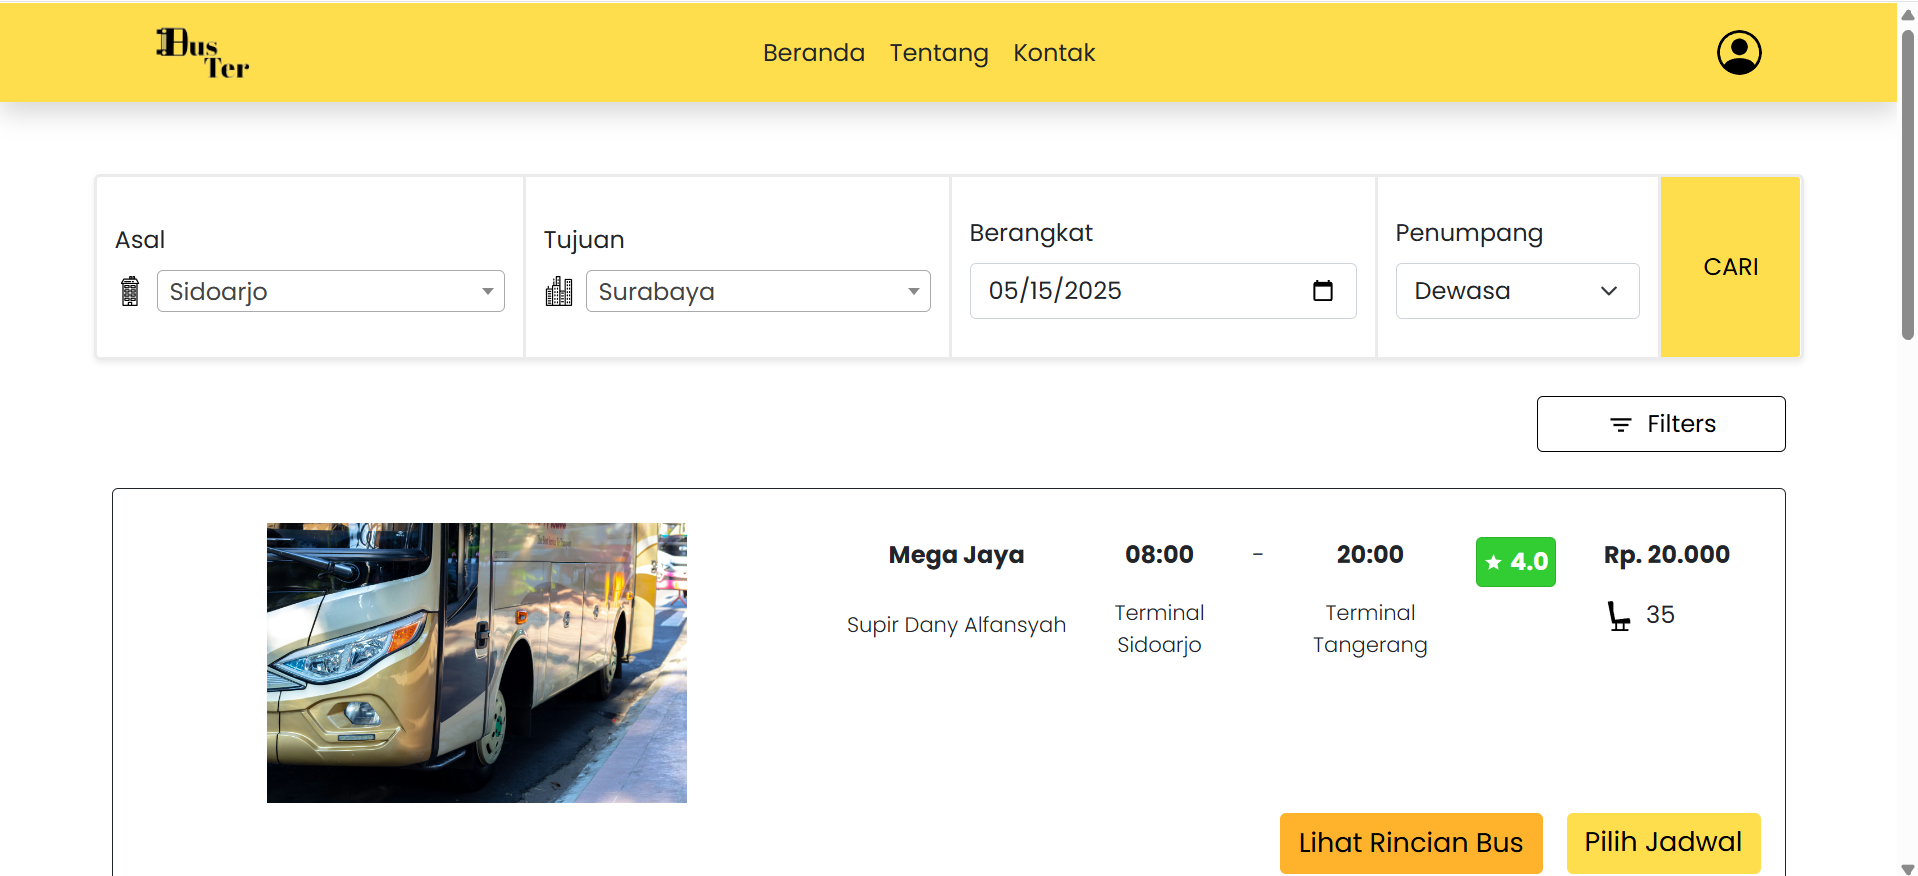 Bus
Ter
Beranda Tentang Kontak
Asal
Sidoarjo
Tujuan
Surabaya
Berangkat
05/15/2025
Penumpang
Dewasa
CARI
Filters
Mega Jaya
Supir Dany Alfansyah
08:00
-
20:00
Terminal
Sidoarjo
Terminal
Tangerang
4.0
Rp. 20.000
35
Lihat Rincian Bus
Pilih Jadwal